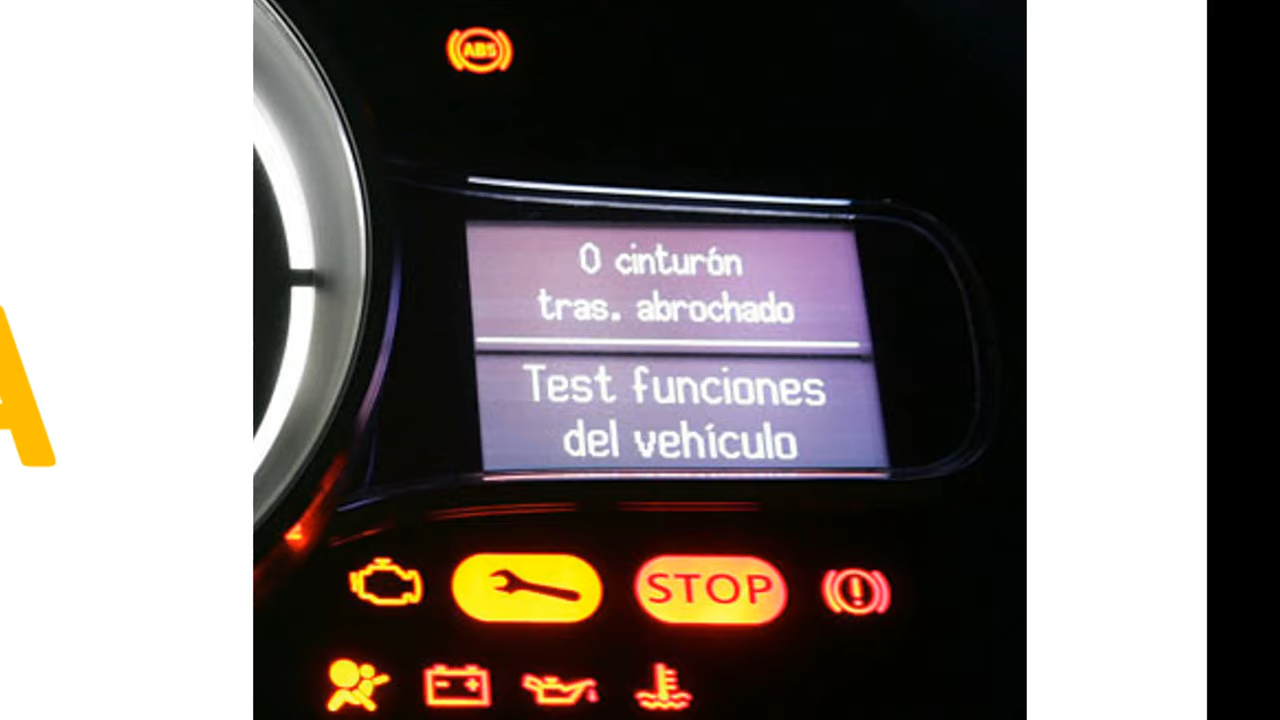 A
ABS
0 cinturón
tras. abrochado
Test funciones
del vehículo
STOP